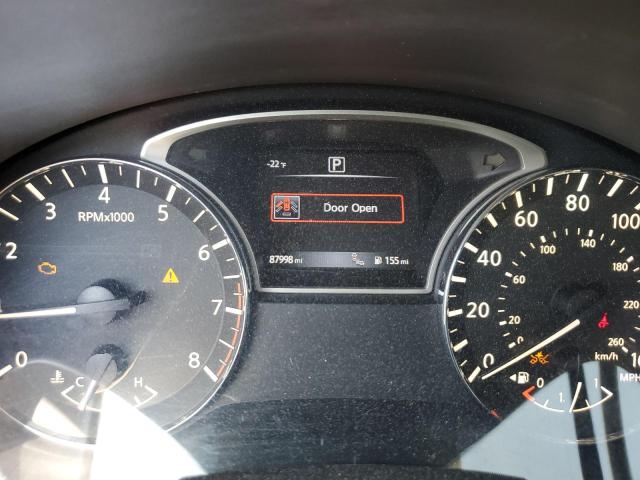 -22 °F
P
Door Open
87998 mi 155 mi
0 2 3 4 5 6 7 8
RPMx1000
C H
0 20 40 60 80 100
20 60 100 140 180 220 260
km/h
MPH
0 1